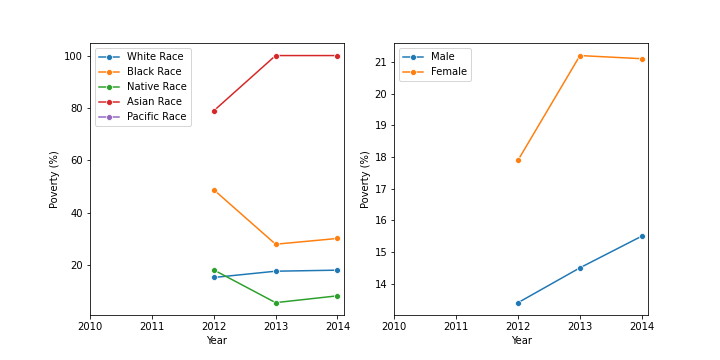 White Race
Black Race
Native Race
Asian Race
Pacific Race
100
80
60
40
20
Poverty (%)
2010 2011 2012 2013 2014
Year
Male
Female
21
20
19
18
17
16
15
14
Poverty (%)
2010 2011 2012 2013 2014
Year